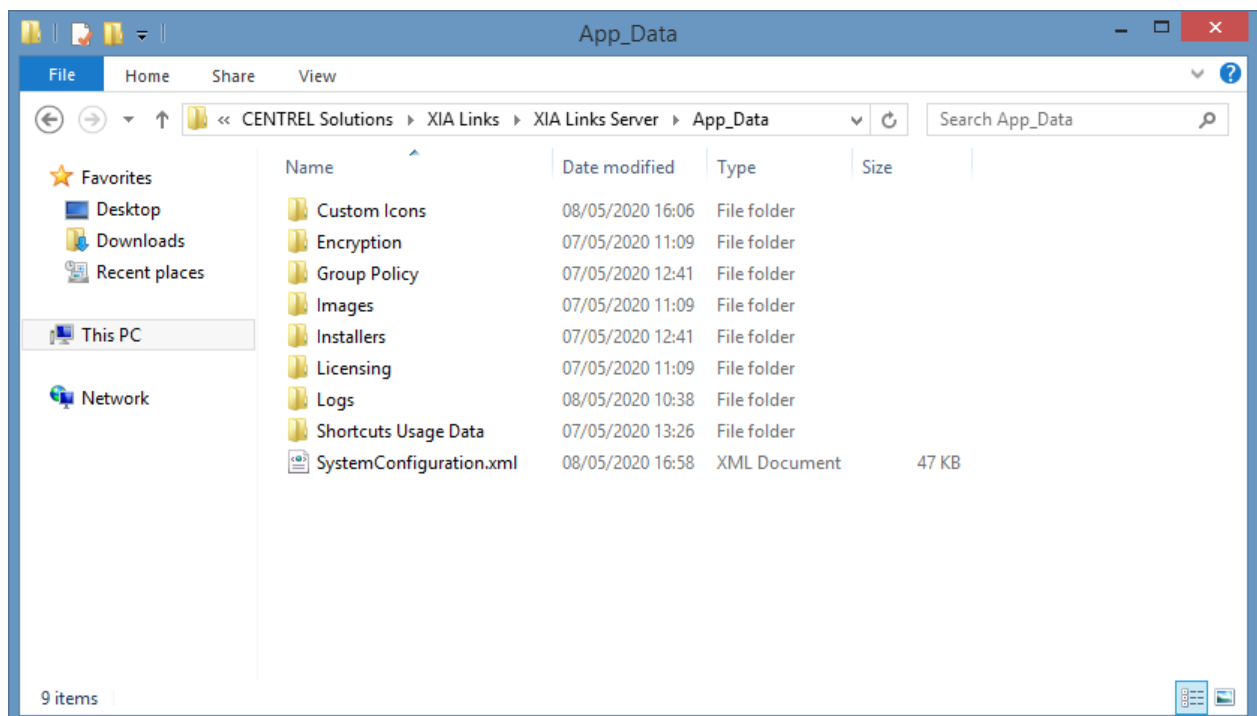 App_Data
File Home Share View
« CENTREL Solutions XIA Links XIA Links Server App_Data Search App_Data
Favorites
Desktop
Downloads
Recent places
This PC
Network
Name Date modified Type Size
Custom Icons 08/05/2020 16:06 File folder
Encryption 07/05/2020 11:09 File folder
Group Policy 07/05/2020 12:41 File folder
Images 07/05/2020 11:09 File folder
Installers 07/05/2020 12:41 File folder
Licensing 07/05/2020 11:09 File folder
Logs 08/05/2020 10:38 File folder
Shortcuts Usage Data 07/05/2020 13:26 File folder
SystemConfiguration.xml 08/05/2020 16:58 XML Document 47 KB
9 items